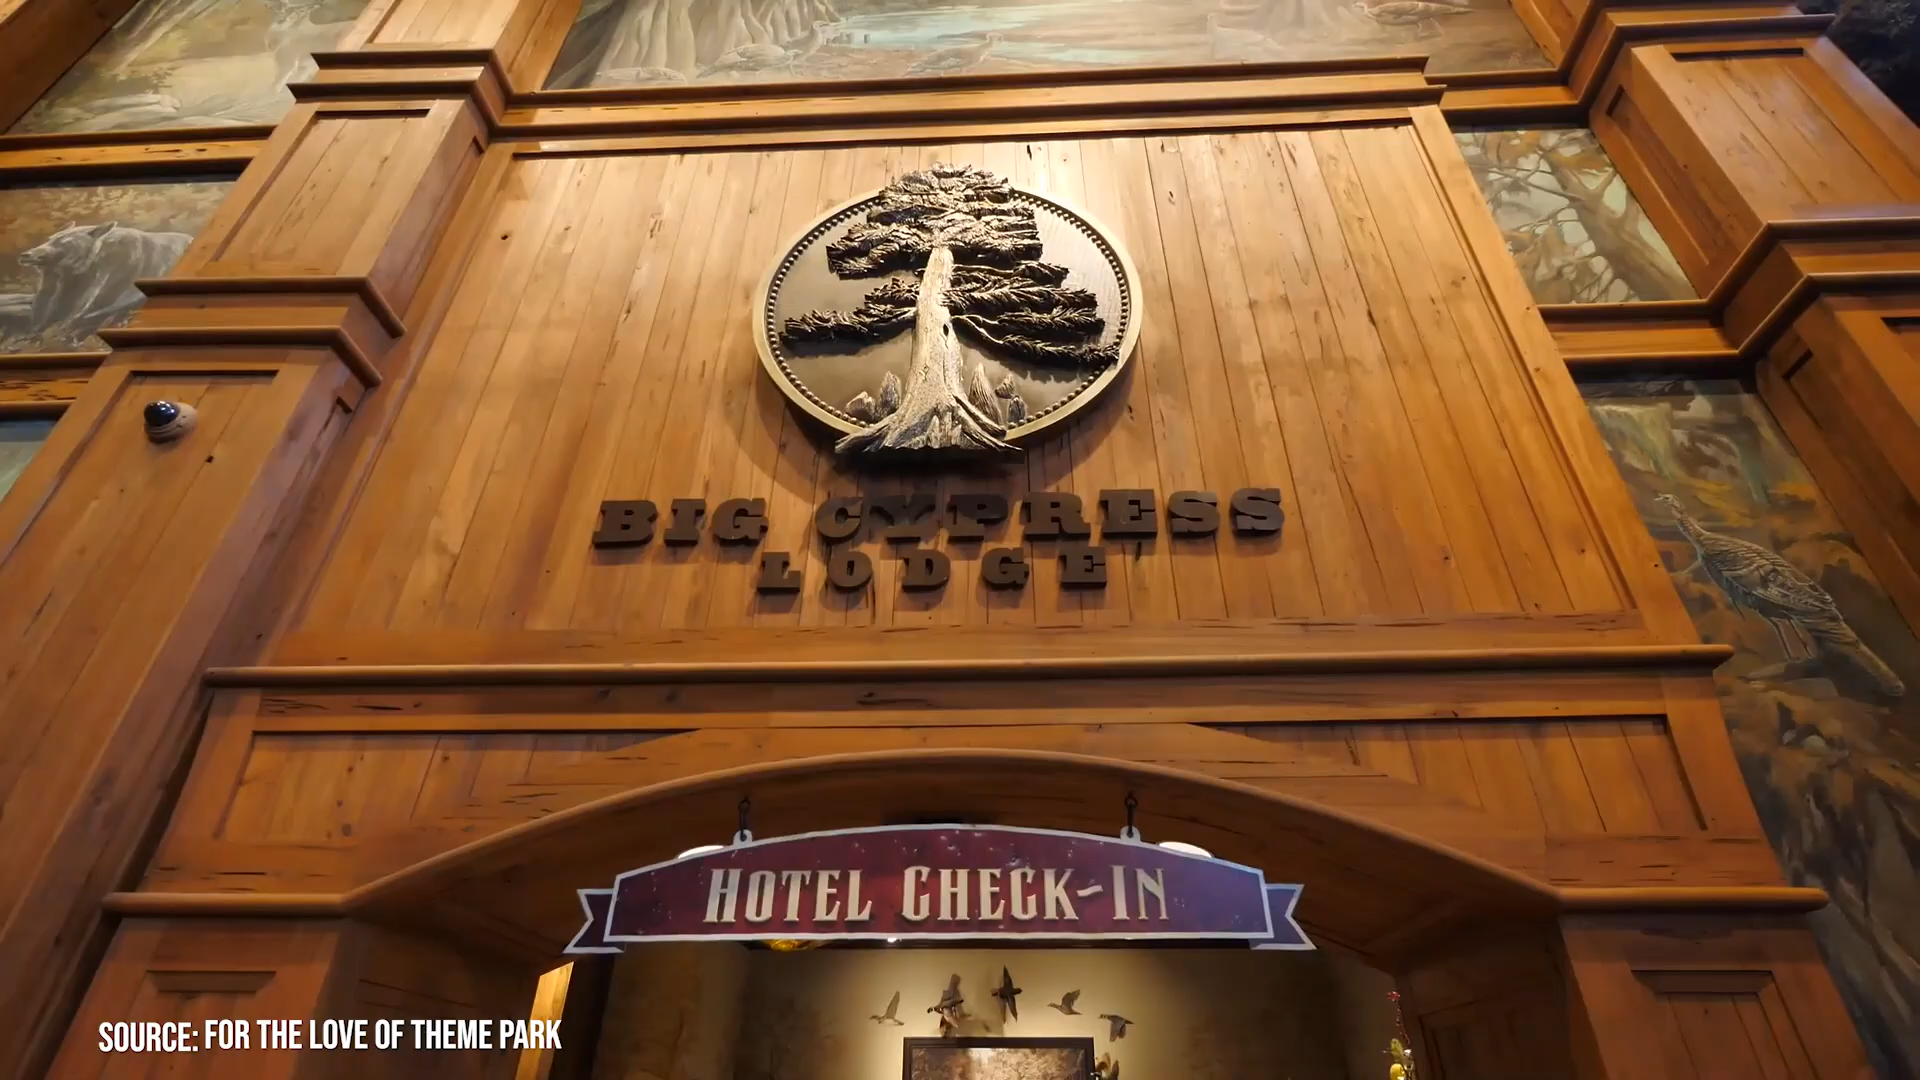 BIG CYPRESS
LODGE
HOTEL CHECK-IN
SOURCE: FOR THE LOVE OF THEME PARK